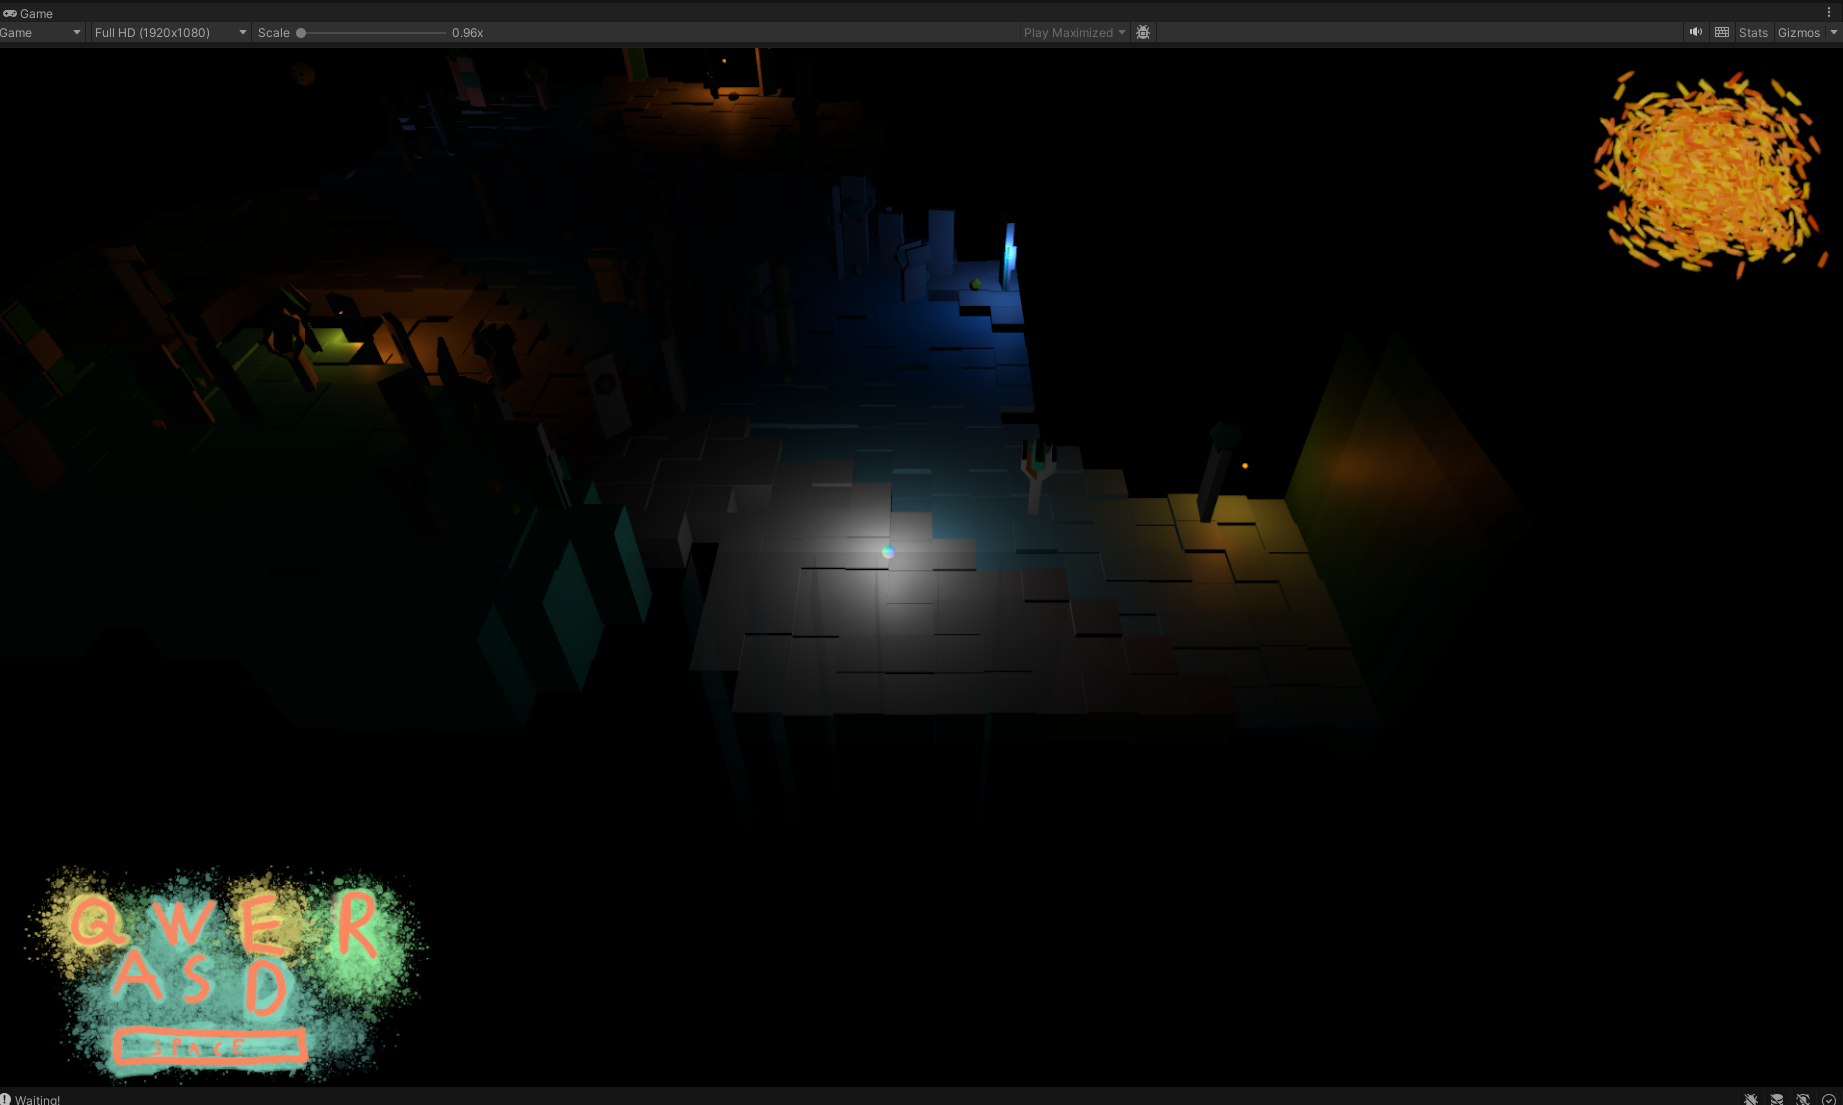 Game
Game Full HD (1920x1080) Scale 0.96x Play Maximized Stats Gizmos
Q W E R
A S D
SPACE
Waiting!